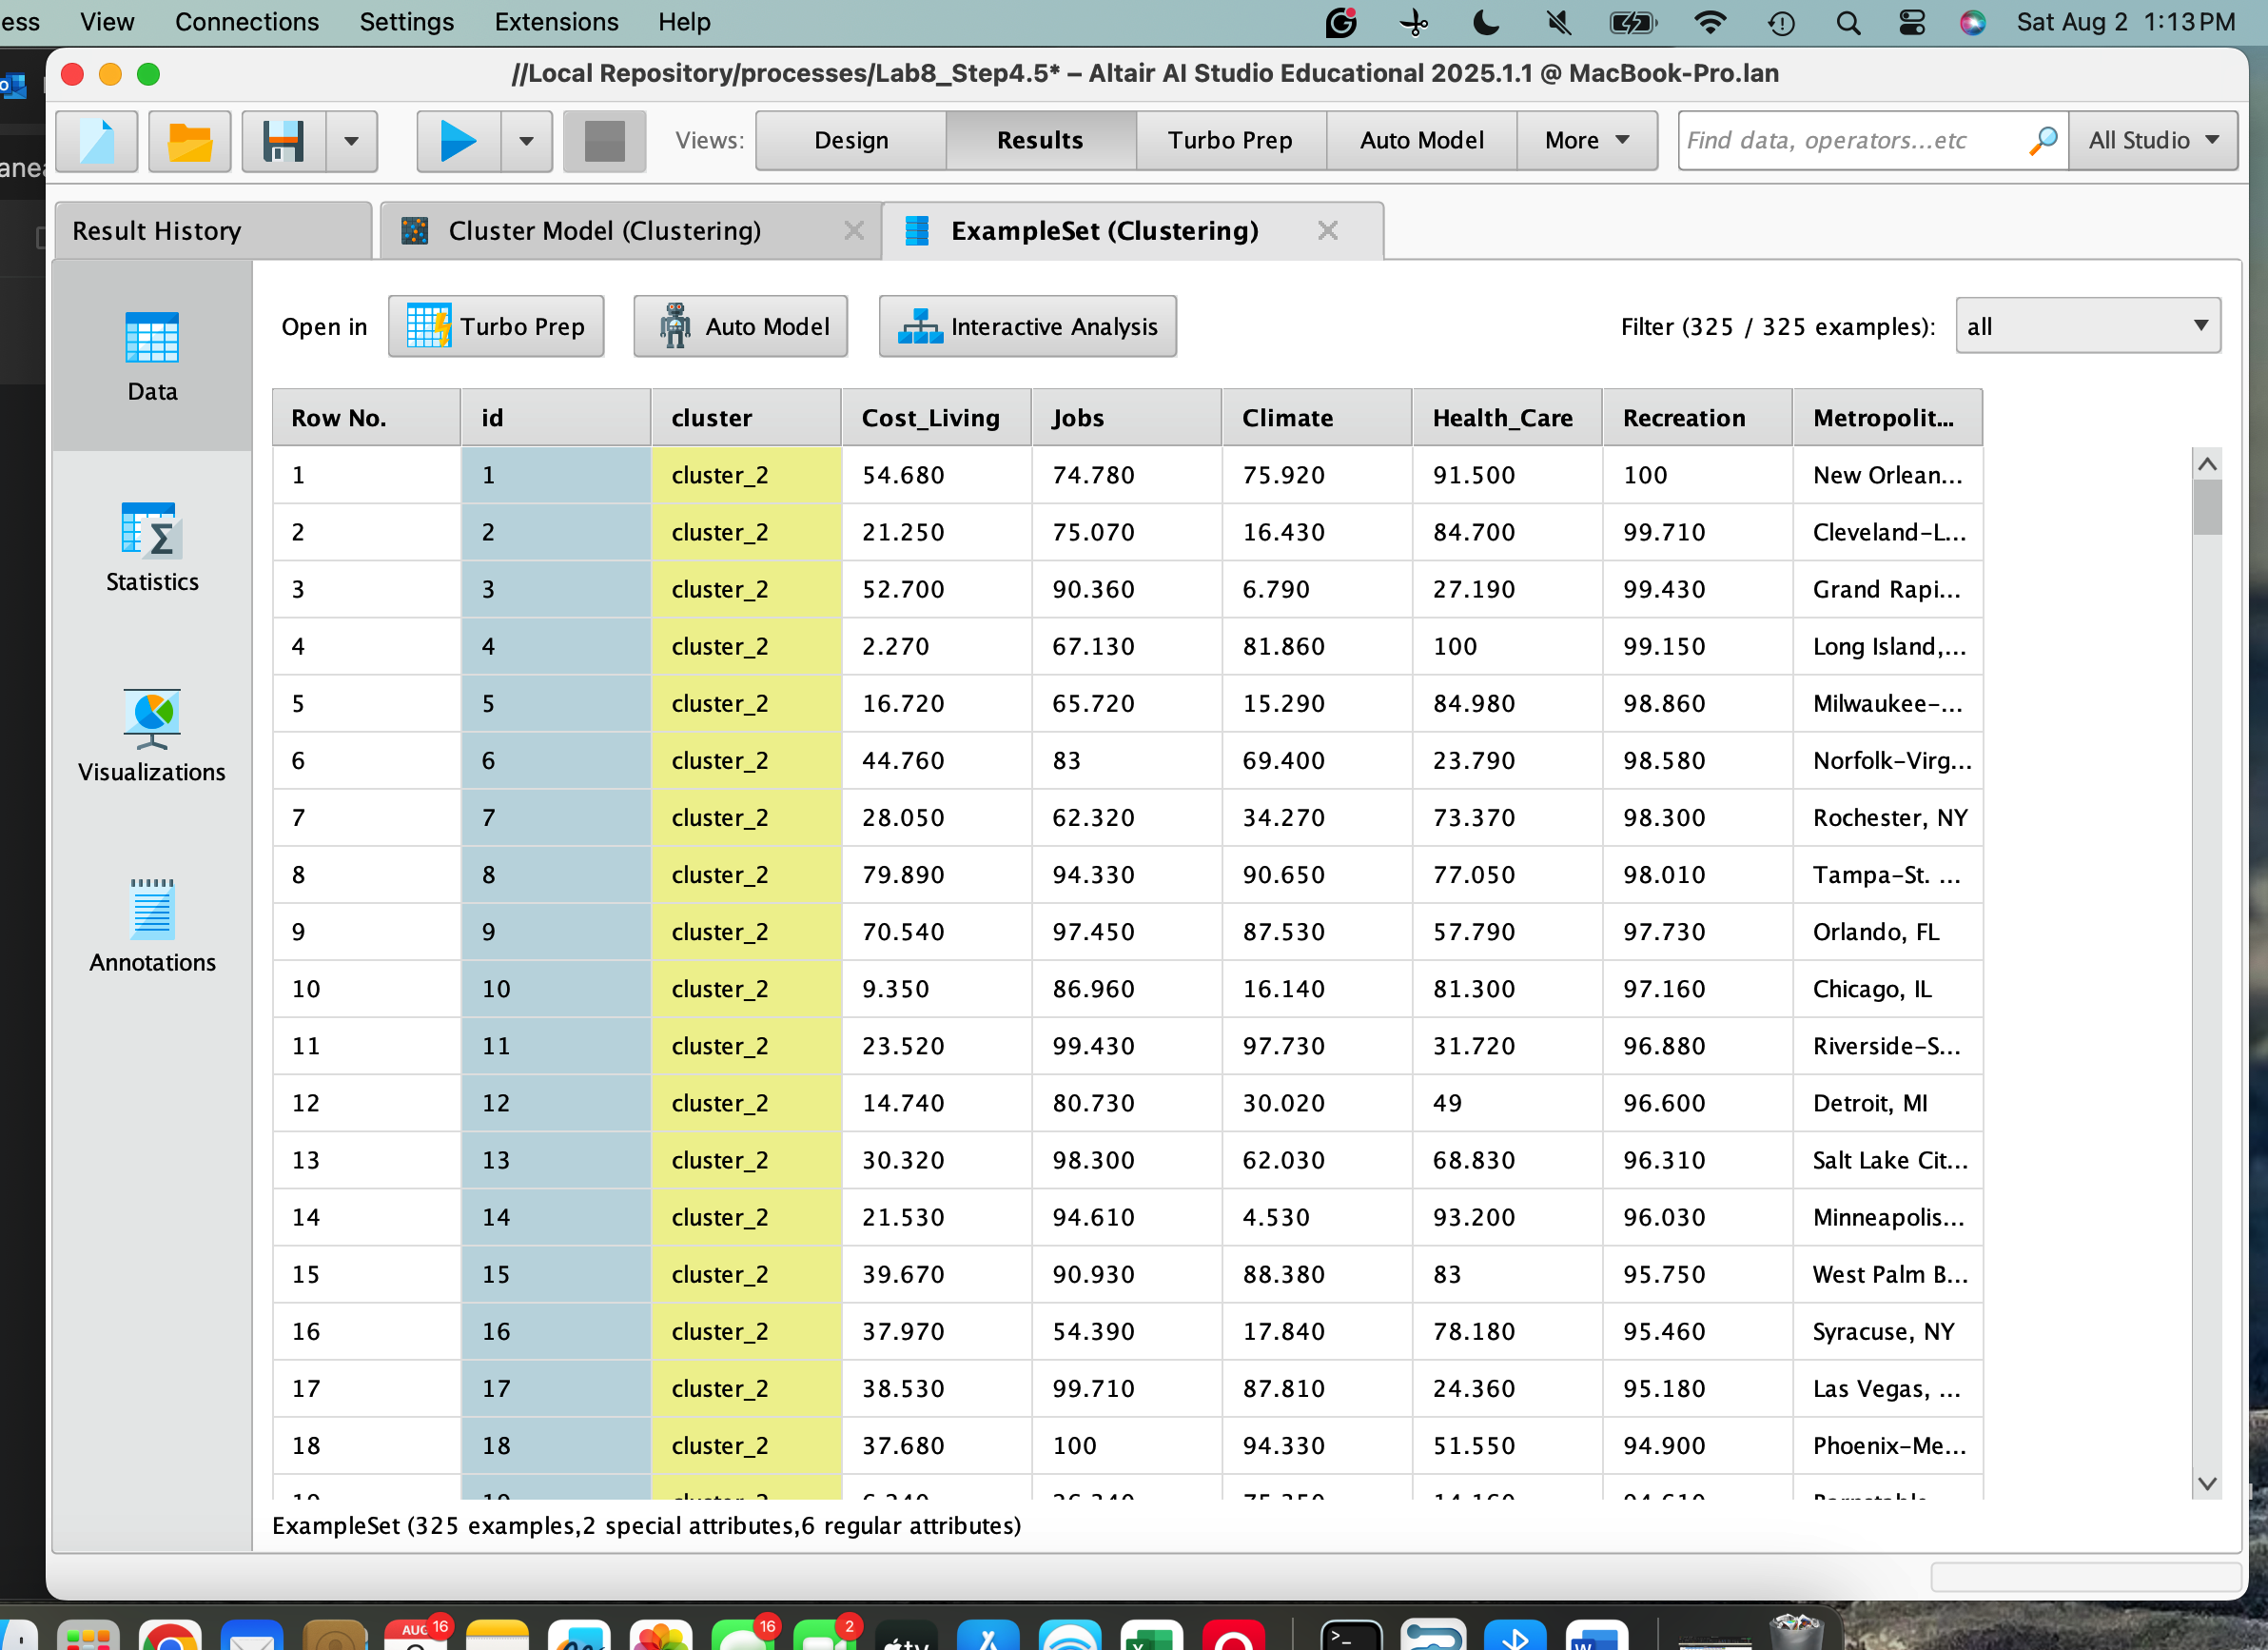 ess View Connections Settings Extensions Help Sat Aug 2 1:13 PM
//Local Repository/processes/Lab8_Step4.5* – Altair AI Studio Educational 2025.1.1 @ MacBook-Pro.lan
Views: Design Results Turbo Prep Auto Model More Find data, operators...etc All Studio
Result History Cluster Model (Clustering) ExampleSet (Clustering)
Open in Turbo Prep Auto Model Interactive Analysis Filter (325 / 325 examples): all
Data
Statistics
Visualizations
Annotations
Row No. id cluster Cost_Living Jobs Climate Health_Care Recreation Metropolit...
1 1 cluster_2 54.680 74.780 75.920 91.500 100 New Orlean...
2 2 cluster_2 21.250 75.070 16.430 84.700 99.710 Cleveland-L...
3 3 cluster_2 52.700 90.360 6.790 27.190 99.430 Grand Rapi...
4 4 cluster_2 2.270 67.130 81.860 100 99.150 Long Island,...
5 5 cluster_2 16.720 65.720 15.290 84.980 98.860 Milwaukee-...
6 6 cluster_2 44.760 83 69.400 23.790 98.580 Norfolk-Virg...
7 7 cluster_2 28.050 62.320 34.270 73.370 98.300 Rochester, NY
8 8 cluster_2 79.890 94.330 90.650 77.050 98.010 Tampa-St. ...
9 9 cluster_2 70.540 97.450 87.530 57.790 97.730 Orlando, FL
10 10 cluster_2 9.350 86.960 16.140 81.300 97.160 Chicago, IL
11 11 cluster_2 23.520 99.430 97.730 31.720 96.880 Riverside-S...
12 12 cluster_2 14.740 80.730 30.020 49 96.600 Detroit, MI
13 13 cluster_2 30.320 98.300 62.030 68.830 96.310 Salt Lake Cit...
14 14 cluster_2 21.530 94.610 4.530 93.200 96.030 Minneapolis...
15 15 cluster_2 39.670 90.930 88.380 83 95.750 West Palm B...
16 16 cluster_2 37.970 54.390 17.840 78.180 95.460 Syracuse, NY
17 17 cluster_2 38.530 99.710 87.810 24.360 95.180 Las Vegas, ...
18 18 cluster_2 37.680 100 94.330 51.550 94.900 Phoenix-Me...
ExampleSet (325 examples,2 special attributes,6 regular attributes)
AUG 16 16 2